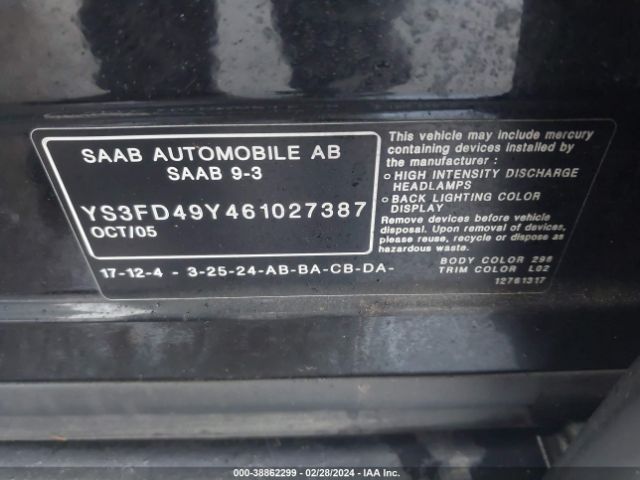 SAAB AUTOMOBILE AB
SAAB 9-3
YS3FD49Y461027387
OCT/05
17-12-4 - 3-25-24-AB-BA-CB-DA-
This vehicle may include mercury
containing devices installed by
the manufacturer :
o HIGH INTENSITY DISCHARGE
HEADLAMPS
o BACK LIGHTING COLOR
DISPLAY
Remove devices before vehicle
disposal. Upon removal of devices,
please reuse, recycle or dispose as
hazardous waste.
BODY COLOR 296
TRIM COLOR L02
12761317
000-38862299 - 02/28/2024 - IAA Inc.